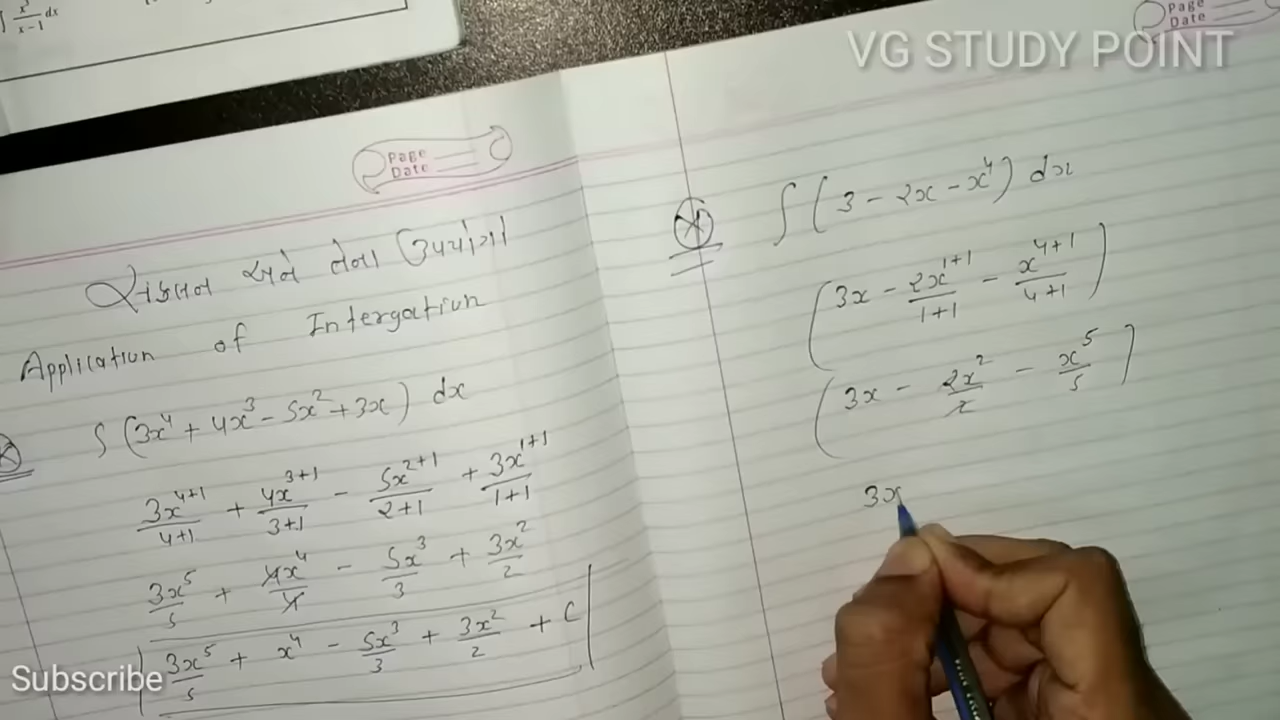 ∫ x³/(x-1) dx
VG STUDY POINT
Page
Date
Page
Date
સંકલન અને તેના ઉપયોગો
Application of Intergation
∫ (3x⁴ + 4x³ - 5x² + 3x) dx
3x⁴⁺¹/(4+1) + 4x³⁺¹/(3+1) - 5x²⁺¹/(2+1) + 3x¹⁺¹/(1+1)
3x⁵/5 + 4x⁴/4 - 5x³/3 + 3x²/2
3x⁵/5 + x⁴ - 5x³/3 + 3x²/2 + C
∫ (3 - 2x - x⁴) dx
(3x - 2x¹⁺¹/(1+1) - x⁴⁺¹/(4+1))
(3x - 2x²/2 - x⁵/5)
3x
Subscribe